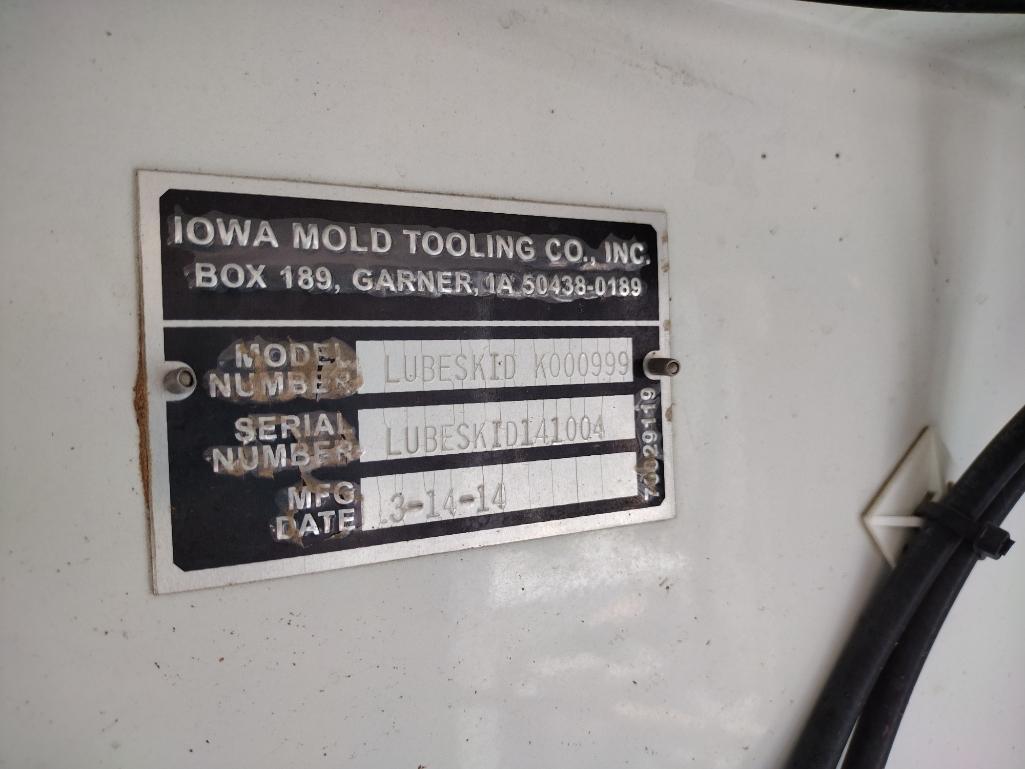 IOWA MOLD TOOLING CO., INC.
BOX 189, GARNER, IA 50438-0189
MODEL NUMBER LUBESKID K000999
SERIAL NUMBER LUBESKID141004
MFG DATE 3-14-14